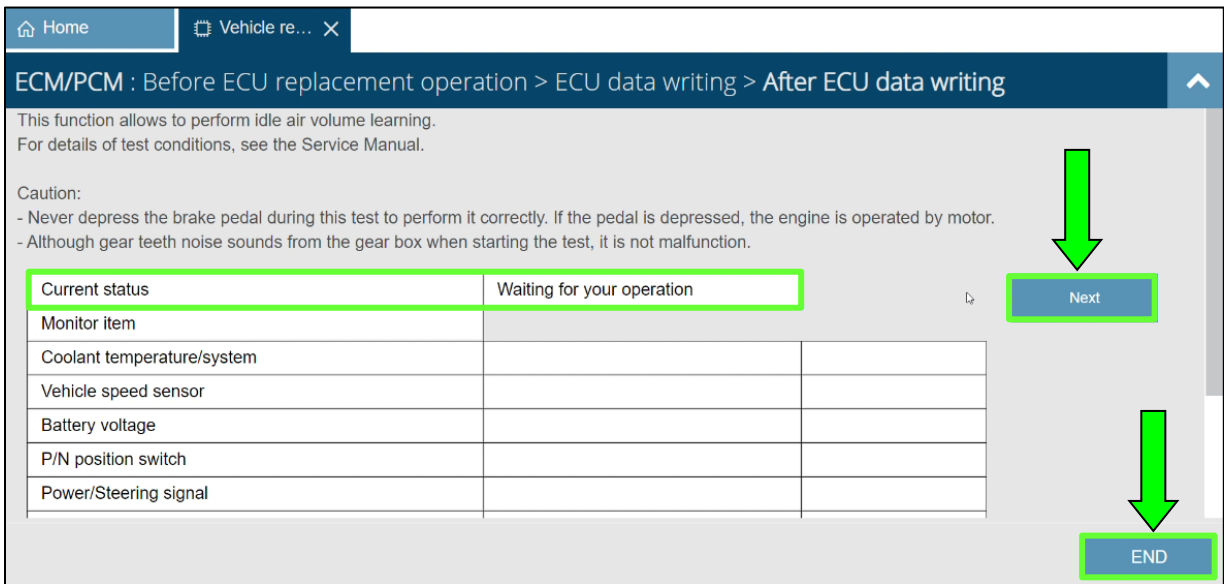 Home
Vehicle re...
ECM/PCM : Before ECU replacement operation > ECU data writing > After ECU data writing
This function allows to perform idle air volume learning.
For details of test conditions, see the Service Manual.
Caution:
- Never depress the brake pedal during this test to perform it correctly. If the pedal is depressed, the engine is operated by motor.
- Although gear teeth noise sounds from the gear box when starting the test, it is not malfunction.
Current status Waiting for your operation
Next
Monitor item
Coolant temperature/system
Vehicle speed sensor
Battery voltage
P/N position switch
Power/Steering signal
END